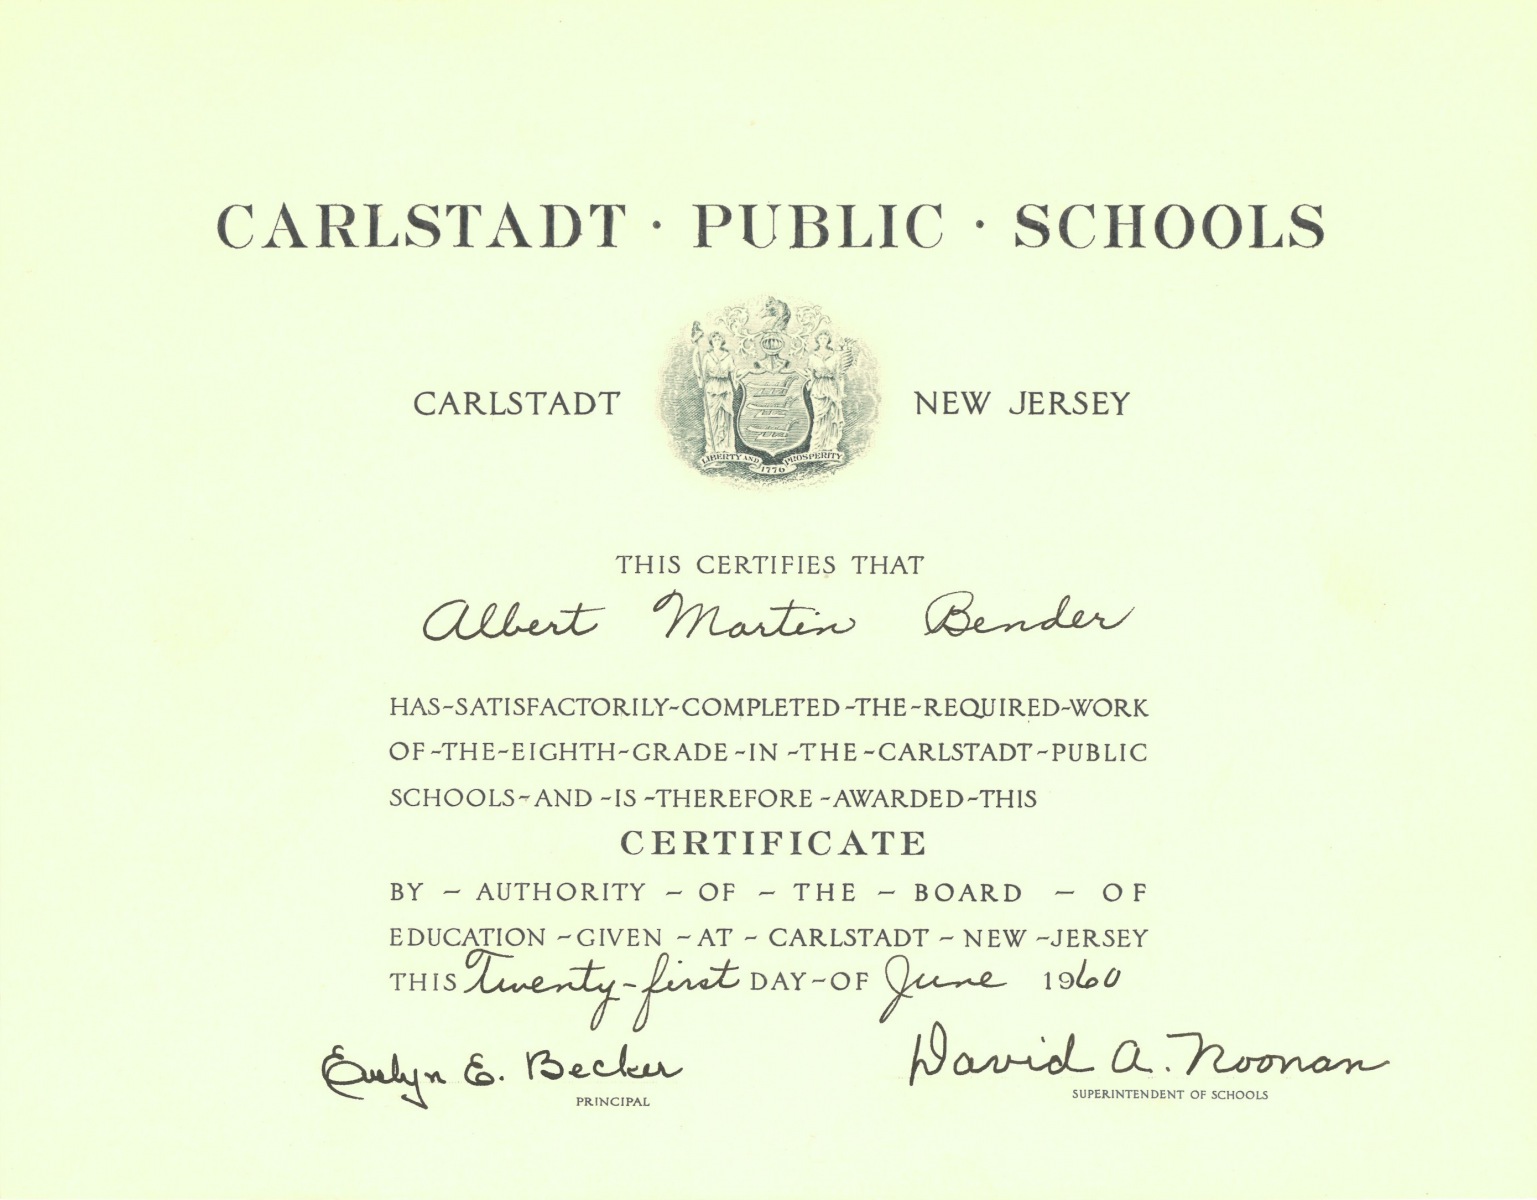 CARLSTADT · PUBLIC · SCHOOLS
CARLSTADT NEW JERSEY
LIBERTY AND PROSPERITY
1776
THIS CERTIFIES THAT
Albert Martin Bender
HAS~SATISFACTORILY~COMPLETED~THE~REQUIRED~WORK
OF~THE~EIGHTH~GRADE~IN~THE~CARLSTADT~PUBLIC
SCHOOLS~AND~IS~THEREFORE~AWARDED~THIS
CERTIFICATE
BY ~ AUTHORITY ~ OF ~ THE ~ BOARD ~ OF
EDUCATION ~GIVEN ~AT ~ CARLSTADT ~ NEW ~JERSEY
THIS Twenty-first DAY~OF June 1960
Evelyn E. Becker David A. Noonan
PRINCIPAL SUPERINTENDENT OF SCHOOLS